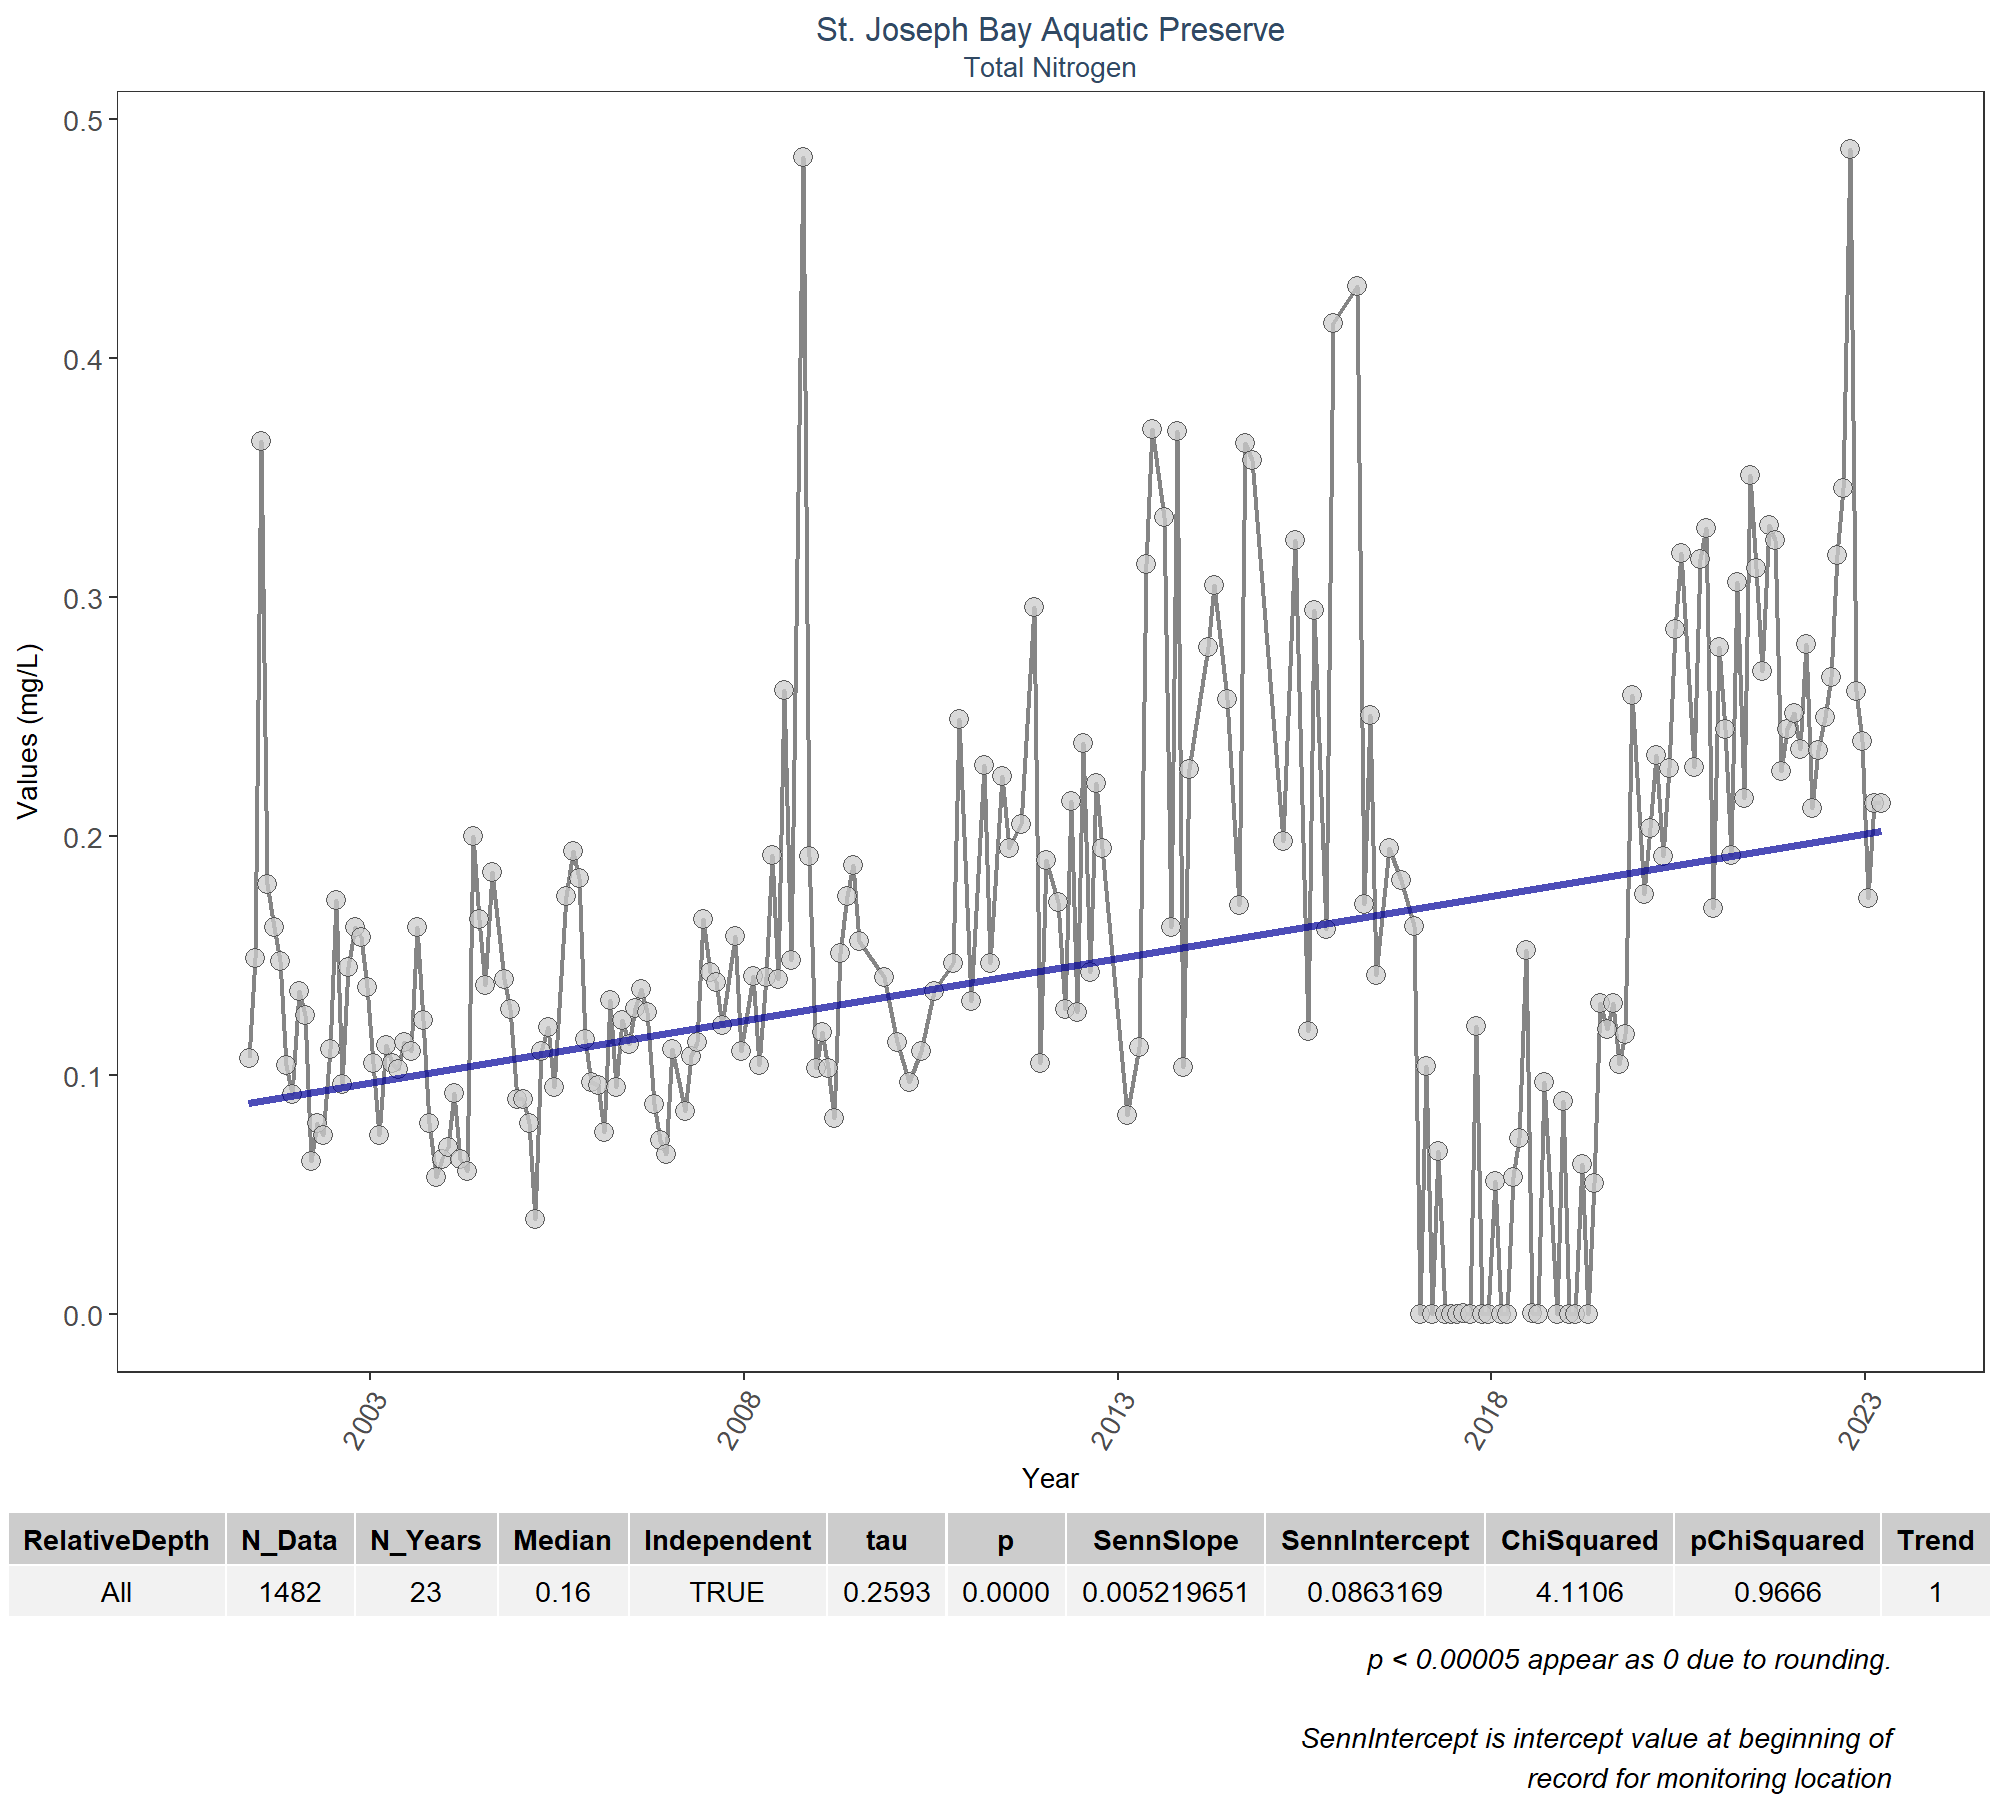 St. Joseph Bay Aquatic Preserve
Total Nitrogen
0.5
0.4
0.3
0.2
0.1
0.0
Values (mg/L)
2003 2008 2013 2018 2023
Year
RelativeDepth N_Data N_Years Median Independent tau p SennSlope SennIntercept ChiSquared pChiSquared Trend
All 1482 23 0.16 TRUE 0.2593 0.0000 0.005219651 0.0863169 4.1106 0.9666 1
p < 0.00005 appear as 0 due to rounding.
SennIntercept is intercept value at beginning of
record for monitoring location